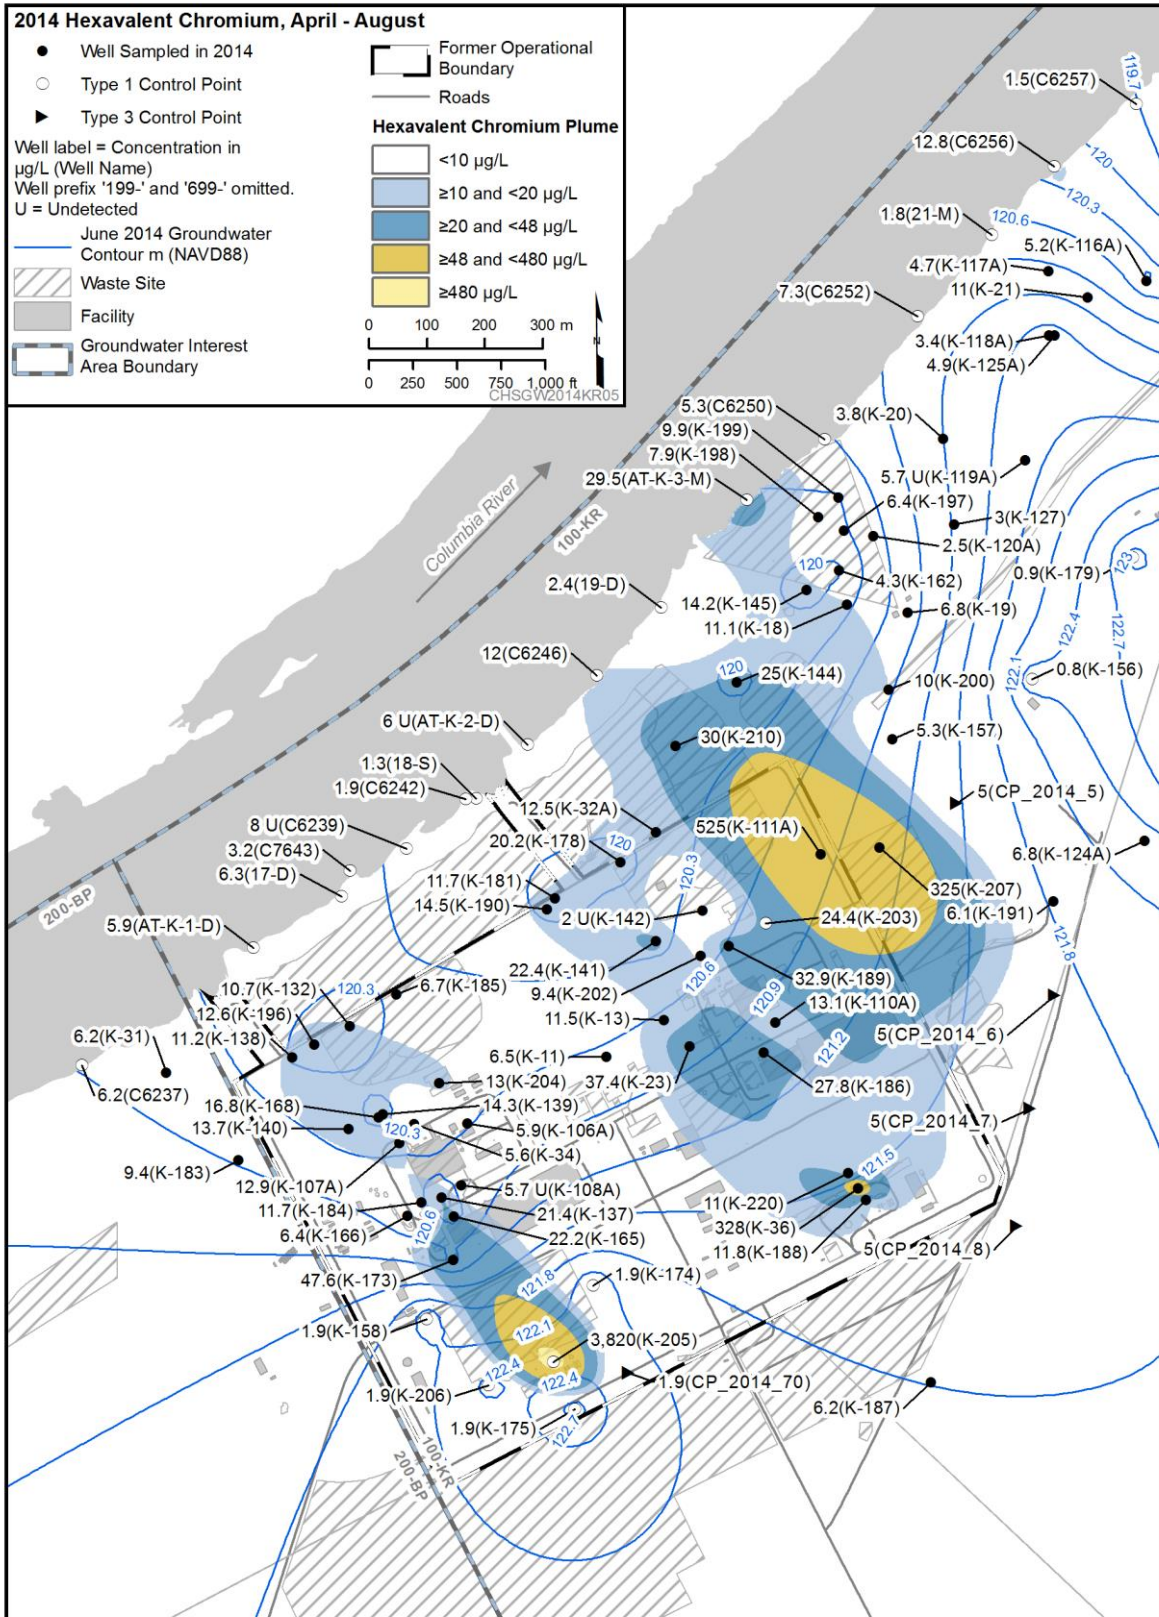 2014 Hexavalent Chromium, April - August
Well Sampled in 2014
Type 1 Control Point
Type 3 Control Point
Well label = Concentration in
µg/L (Well Name)
Well prefix '199-' and '699-' omitted.
U = Undetected
June 2014 Groundwater
Contour m (NAVD88)
Waste Site
Facility
Groundwater Interest
Area Boundary
Former Operational
Boundary
Roads
Hexavalent Chromium Plume
<10 µg/L
≥10 and <20 µg/L
≥20 and <48 µg/L
≥48 and <480 µg/L
≥480 µg/L
0 100 200 300 m
N
0 250 500 750 1,000 ft
CHSGW2014KR05
119.7
1.5(C6257)
12.8(C6256)
120
120.3
1.8(21-M)
120.6
5.2(K-116A)
4.7(K-117A)
11(K-21)
7.3(C6252)
3.4(K-118A)
4.9(K-125A)
5.3(C6250)
3.8(K-20)
9.9(K-199)
7.9(K-198)
5.7 U(K-119A)
29.5(AT-K-3-M)
6.4(K-197)
3(K-127)
Columbia River
100-KR
2.5(K-120A)
123
120
4.3(K-162)
0.9(K-179)
2.4(19-D)
14.2(K-145)
6.8(K-19)
11.1(K-18)
122.4
122.7
122.1
12(C6246)
120
25(K-144)
0.8(K-156)
10(K-200)
6 U(AT-K-2-D)
30(K-210)
5.3(K-157)
1.3(18-S)
1.9(C6242)
5(CP_2014_5)
12.5(K-32A)
8 U(C6239)
20.2(K-178)
120
525(K-111A)
3.2(C7643)
120.3
6.8(K-124A)
6.3(17-D)
11.7(K-181)
325(K-207)
200-BP
14.5(K-190)
2 U(K-142)
6.1(K-191)
24.4(K-203)
5.9(AT-K-1-D)
121.8
22.4(K-141)
120.6
32.9(K-189)
9.4(K-202)
120.9
10.7(K-132)
120.3
6.7(K-185)
13.1(K-110A)
12.6(K-196)
11.5(K-13)
5(CP_2014_6)
11.2(K-138)
121.2
6.2(K-31)
6.5(K-11)
6.2(C6237)
13(K-204)
37.4(K-23)
27.8(K-186)
16.8(K-168)
14.3(K-139)
13.7(K-140)
120.3
5.9(K-106A)
5(CP_2014_7)
5.6(K-34)
9.4(K-183)
12.9(K-107A)
121.5
5.7 U(K-108A)
11(K-220)
11.7(K-184)
21.4(K-137)
328(K-36)
6.4(K-166)
120.6
22.2(K-165)
11.8(K-188)
5(CP_2014_8)
47.6(K-173)
121.8
1.9(K-174)
1.9(K-158)
122.1
3,820(K-205)
122.4
122.4
1.9(CP_2014_70)
1.9(K-206)
6.2(K-187)
1.9(K-175)
122.7
100-KR
200-BP